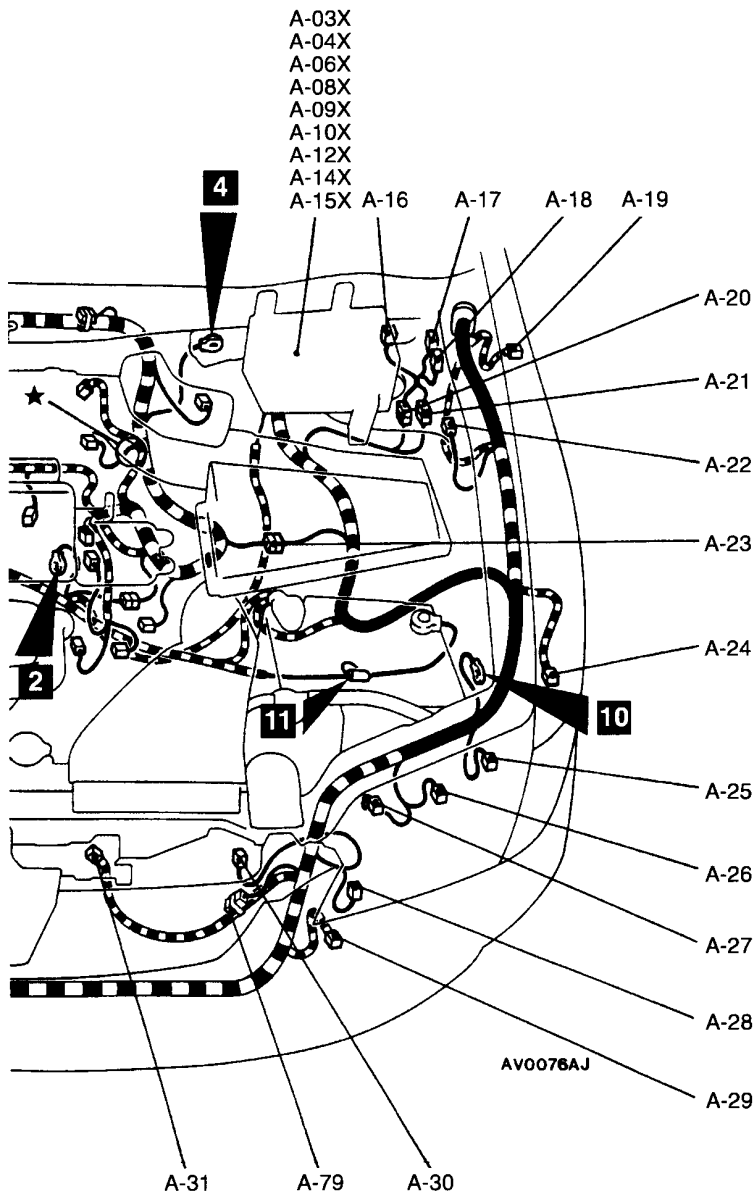 A-03X
A-04X
A-06X
A-08X
A-09X
A-10X
A-12X
A-14X
A-15X
A-16
A-17
A-18
A-19
4
A-20
A-21
★
A-22
A-23
2
A-24
11
10
A-25
A-26
A-27
A-28
AV0076AJ
A-29
A-31
A-79
A-30